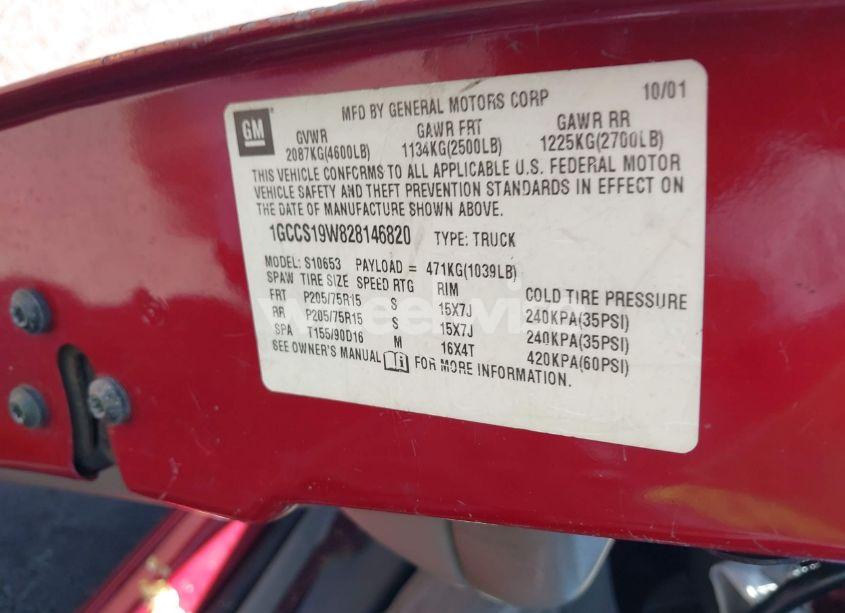 GM
MFD BY GENERAL MOTORS CORP 10/01
GVWR GAWR FRT GAWR RR
2087KG(4600LB) 1134KG(2500LB) 1225KG(2700LB)
THIS VEHICLE CONFORMS TO ALL APPLICABLE U.S. FEDERAL MOTOR
VEHICLE SAFETY AND THEFT PREVENTION STANDARDS IN EFFECT ON
THE DATE OF MANUFACTURE SHOWN ABOVE.
1GCCS19W828146820 TYPE: TRUCK
MODEL: S10653 PAYLOAD = 471KG(1039LB)
SPAW TIRE SIZE SPEED RTG RIM COLD TIRE PRESSURE
FRT P205/75R15 S 15X7J 240KPA(35PSI)
RR P205/75R15 S 15X7J 240KPA(35PSI)
SPA T155/90D16 M 16X4T 420KPA(60PSI)
SEE OWNER'S MANUAL FOR MORE INFORMATION.